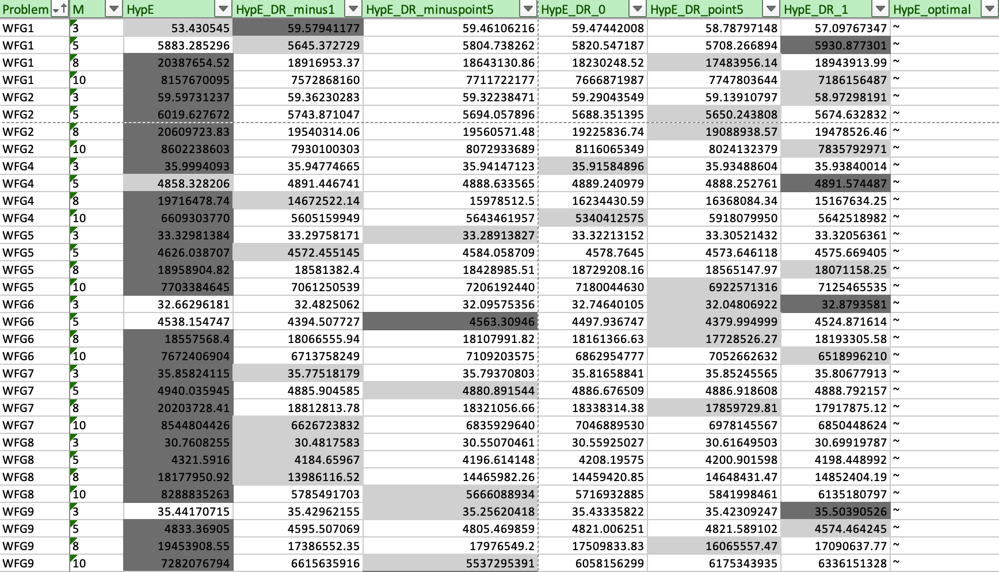 Problem M HypE HypE_DR_minus1 HypE_DR_minuspoint5 HypE_DR_0 HypE_DR_point5 HypE_DR_1 HypE_optimal
WFG1 3 53.430545 59.57941177 59.46106216 59.47442008 58.78797148 57.09767347 ~
WFG1 5 5883.285296 5645.372729 5804.738262 5820.547187 5708.266894 5930.877301 ~
WFG1 8 20387654.52 18916953.37 18643130.86 18230248.52 17483956.14 18943913.99 ~
WFG1 10 8157670095 7572868160 7711722177 7666871987 7747803644 7186156487 ~
WFG2 3 59.59731237 59.36230283 59.32238471 59.29043549 59.13910797 58.97298191 ~
WFG2 5 6019.627672 5743.871047 5694.057896 5688.351395 5650.243808 5674.632832 ~
WFG2 8 20609723.83 19540314.06 19560571.48 19225836.74 19088938.57 19478526.46 ~
WFG2 10 8602238603 7930100303 8072933689 8116065349 8024132379 7835792971 ~
WFG4 3 35.9994093 35.94774665 35.94147123 35.91584896 35.93488604 35.93840014 ~
WFG4 5 4858.328206 4891.446741 4888.633565 4889.240979 4888.252761 4891.574487 ~
WFG4 8 19716478.74 14672522.14 15978512.5 16234430.59 16368084.34 15167634.25 ~
WFG4 10 6609303770 5605159949 5643461957 5340412575 5918079950 5642518982 ~
WFG5 3 33.32981384 33.29758171 33.28913827 33.32213152 33.30521432 33.32056361 ~
WFG5 5 4626.038707 4572.455145 4584.058709 4578.7645 4573.646118 4575.669405 ~
WFG5 8 18958904.82 18581382.4 18428985.51 18729208.16 18565147.97 18071158.25 ~
WFG5 10 7703384645 7061250539 7206192440 7180044630 6922571316 7125465535 ~
WFG6 3 32.66296181 32.4825062 32.09575356 32.74640105 32.04806922 32.8793581 ~
WFG6 5 4538.154747 4394.507727 4563.30946 4497.936747 4379.994999 4524.871614 ~
WFG6 8 18557568.4 18066555.94 18107991.82 18161366.63 17728526.27 18193305.58 ~
WFG6 10 7672406904 6713758249 7109203575 6862954777 7052662632 6518996210 ~
WFG7 3 35.85824115 35.77518179 35.79370803 35.81658841 35.85245565 35.80677913 ~
WFG7 5 4940.035945 4885.904585 4880.891544 4886.676509 4886.918608 4888.792157 ~
WFG7 8 20203728.41 18812813.78 18321056.66 18338314.38 17859729.81 17917875.12 ~
WFG7 10 8544804426 6626723832 6835929640 7046889530 6978145567 6850448624 ~
WFG8 3 30.7608255 30.4817583 30.55070461 30.55925027 30.61649503 30.69919787 ~
WFG8 5 4321.5916 4184.65967 4196.614148 4208.19575 4200.901598 4198.448992 ~
WFG8 8 18177950.92 13986116.52 14465982.26 14459420.85 14648431.47 14852404.19 ~
WFG8 10 8288835263 5785491703 5666088934 5716932885 5841998461 6135180797 ~
WFG9 3 35.44170715 35.42962155 35.25620418 35.43335822 35.42309247 35.50390526 ~
WFG9 5 4833.36905 4595.507069 4805.469859 4821.006251 4821.589102 4574.464245 ~
WFG9 8 19453908.55 17386552.35 17976549.2 17509833.83 16065557.47 17090637.77 ~
WFG9 10 7282076794 6615635916 5537295391 6058156299 6175343935 6336151328 ~